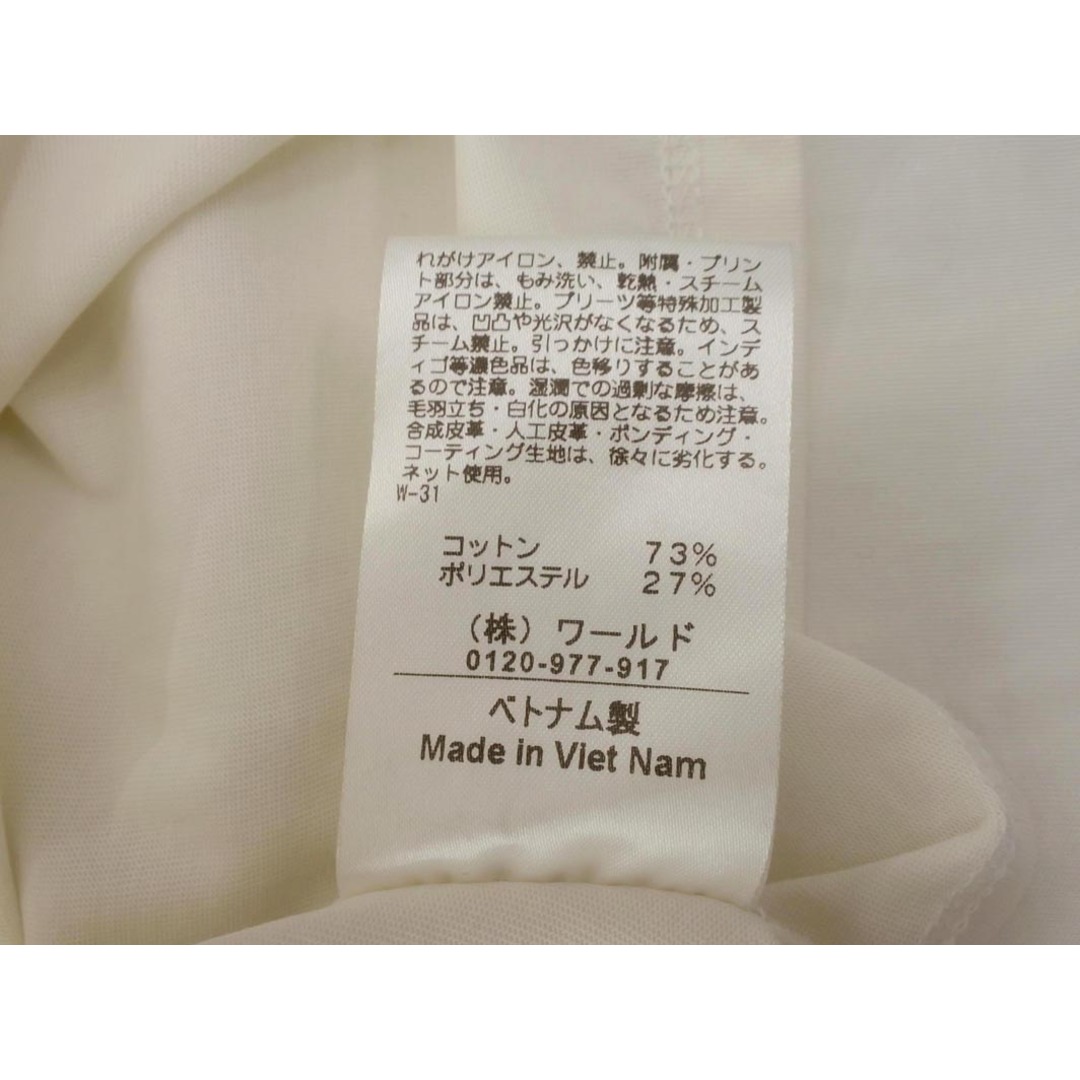 れがけアイロン、禁止。附属・プリン
ト部分は、もみ洗い、乾熱・スチーム
アイロン禁止。プリーツ等特殊加工製
品は、凹凸や光沢がなくなるため、ス
チーム禁止。引っかけに注意。インデ
ィゴ等濃色品は、色移りすることがあ
るので注意。湿潤での過剰な摩擦は、
毛羽立ち・白化の原因となるため注意。
合成皮革・人工皮革・ボンディング・
コーティング生地は、徐々に劣化する。
ネット使用。
W-31
コットン 73%
ポリエステル 27%
(株) ワールド
0120-977-917
ベトナム製
Made in Viet Nam